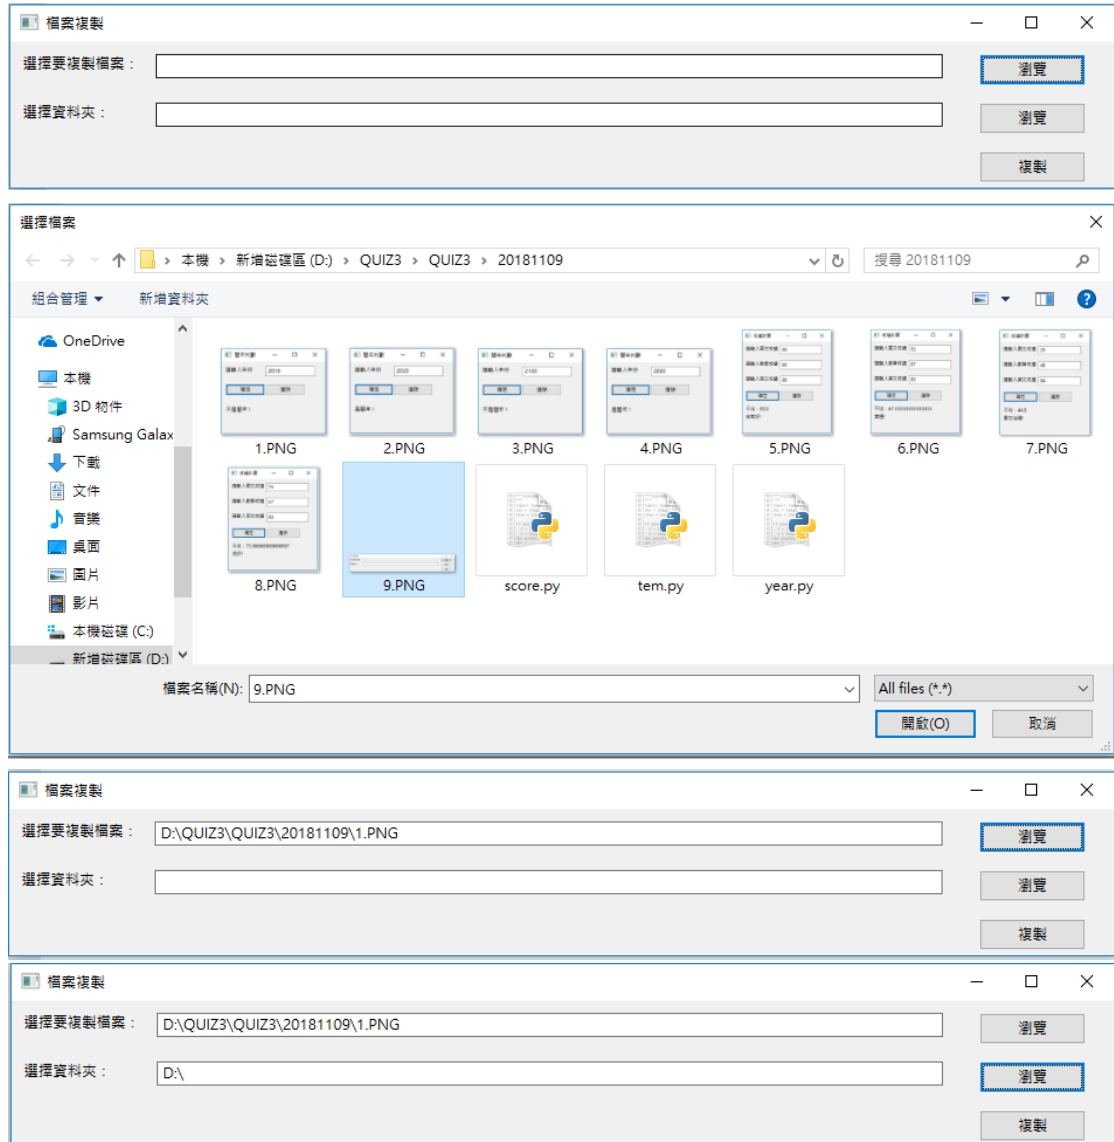 檔案複製
選擇要複製檔案： 瀏覽
選擇資料夾： 瀏覽
複製
選擇檔案
本機 > 新增磁碟區 (D:) > QUIZ3 > QUIZ3 > 20181109 搜尋 20181109
組合管理 新增資料夾
OneDrive
本機
3D 物件
Samsung Galax
下載
文件
音樂
桌面
圖片
影片
本機磁碟 (C:)
新增磁碟區 (D:)
1.PNG 2.PNG 3.PNG 4.PNG 5.PNG 6.PNG 7.PNG
8.PNG 9.PNG score.py tem.py year.py
檔案名稱(N): 9.PNG All files (*.*)
開啟(O) 取消
檔案複製
選擇要複製檔案： D:\QUIZ3\QUIZ3\20181109\1.PNG 瀏覽
選擇資料夾： 瀏覽
複製
檔案複製
選擇要複製檔案： D:\QUIZ3\QUIZ3\20181109\1.PNG 瀏覽
選擇資料夾： D:\ 瀏覽
複製